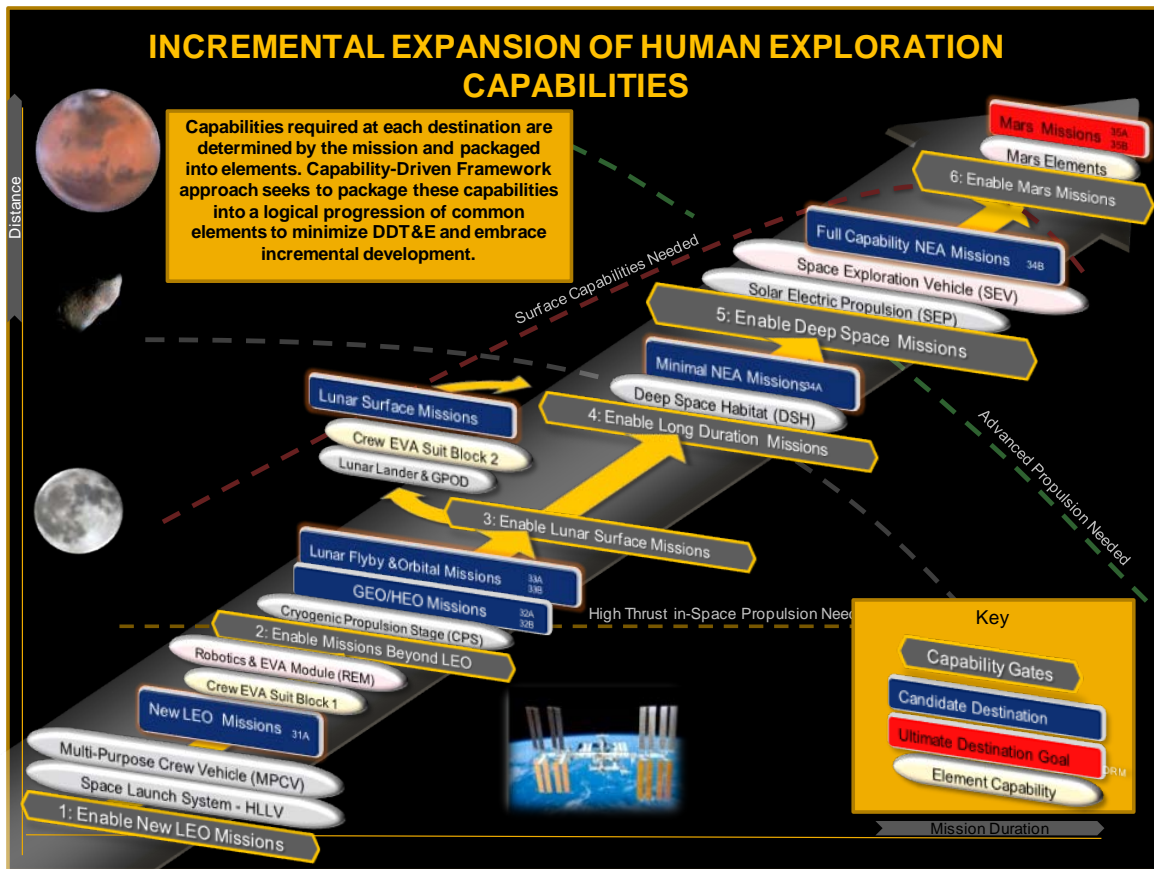 INCREMENTAL EXPANSION OF HUMAN EXPLORATION
CAPABILITIES
Capabilities required at each destination are
determined by the mission and packaged
into elements. Capability-Driven Framework
approach seeks to package these capabilities
into a logical progression of common
elements to minimize DDT&E and embrace
incremental development.
Distance
Mars Missions 35A
35B
Mars Elements
6: Enable Mars Missions
Full Capability NEA Missions 34B
Space Exploration Vehicle (SEV)
Solar Electric Propulsion (SEP)
5: Enable Deep Space Missions
Surface Capabilities Needed
Minimal NEA Missions 34A
Deep Space Habitat (DSH)
4: Enable Long Duration Missions
Lunar Surface Missions
Crew EVA Suit Block 2
Lunar Lander & GPOD
3: Enable Lunar Surface Missions
Advanced Propulsion Needed
Lunar Flyby &Orbital Missions 33A
33B
GEO/HEO Missions 32A
32B
Cryogenic Propulsion Stage (CPS)
2: Enable Missions Beyond LEO
High Thrust in-Space Propulsion Nee
Robotics & EVA Module (REM)
Crew EVA Suit Block 1
New LEO Missions 31A
Multi-Purpose Crew Vehicle (MPCV)
Space Launch System - HLLV
1: Enable New LEO Missions
Key
Capability Gates
Candidate Destination
Ultimate Destination Goal
DRM
Element Capability
Mission Duration